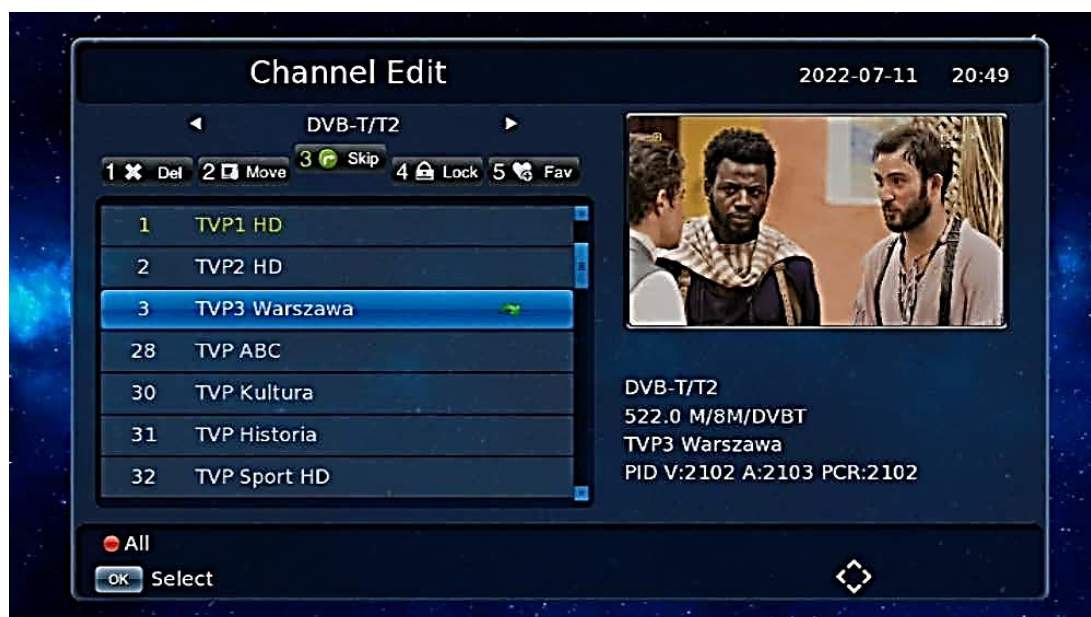 Channel Edit
2022-07-11 20:49
DVB-T/T2
1 Del 2 Move 3 Skip 4 Lock 5 Fav
1 TVP1 HD
2 TVP2 HD
3 TVP3 Warszawa
28 TVP ABC
30 TVP Kultura
31 TVP Historia
32 TVP Sport HD
DVB-T/T2
522.0 M/8M/DVBT
TVP3 Warszawa
PID V:2102 A:2103 PCR:2102
All
OK Select